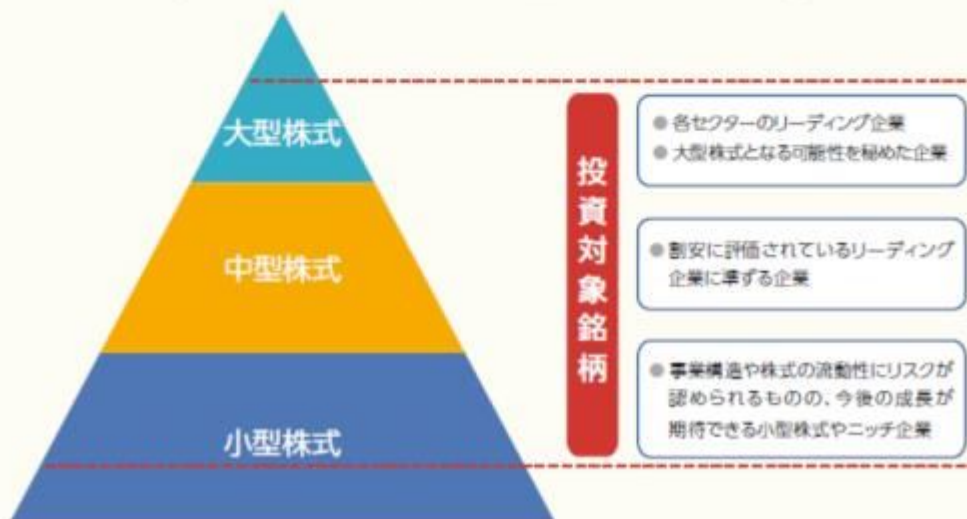 大型株式
中型株式
小型株式
投資対象銘柄
● 各セクターのリーディング企業
● 大型株式となる可能性を秘めた企業
● 割安に評価されているリーディング
企業に準ずる企業
● 事業構造や株式の流動性にリスクが
認められるものの、今後の成長が
期待できる小型株式やニッチ企業